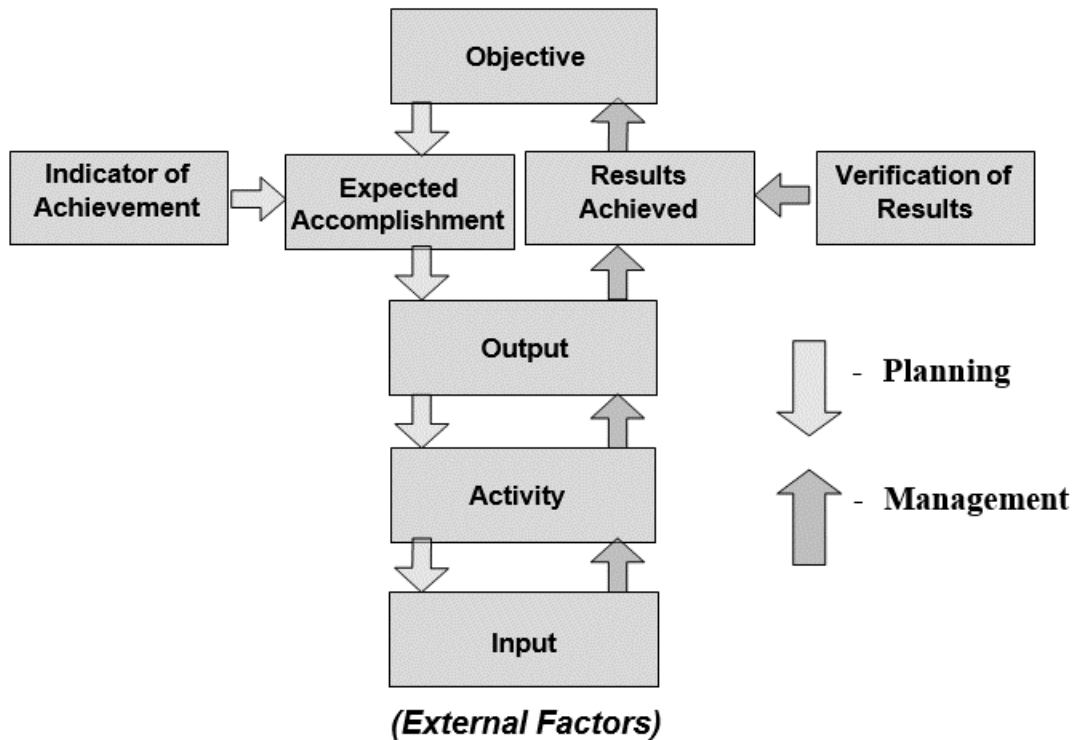 Objective
Indicator of
Achievement
Expected
Accomplishment
Results
Achieved
Verification of
Results
Output
- Planning
Activity
- Management
Input
(External Factors)